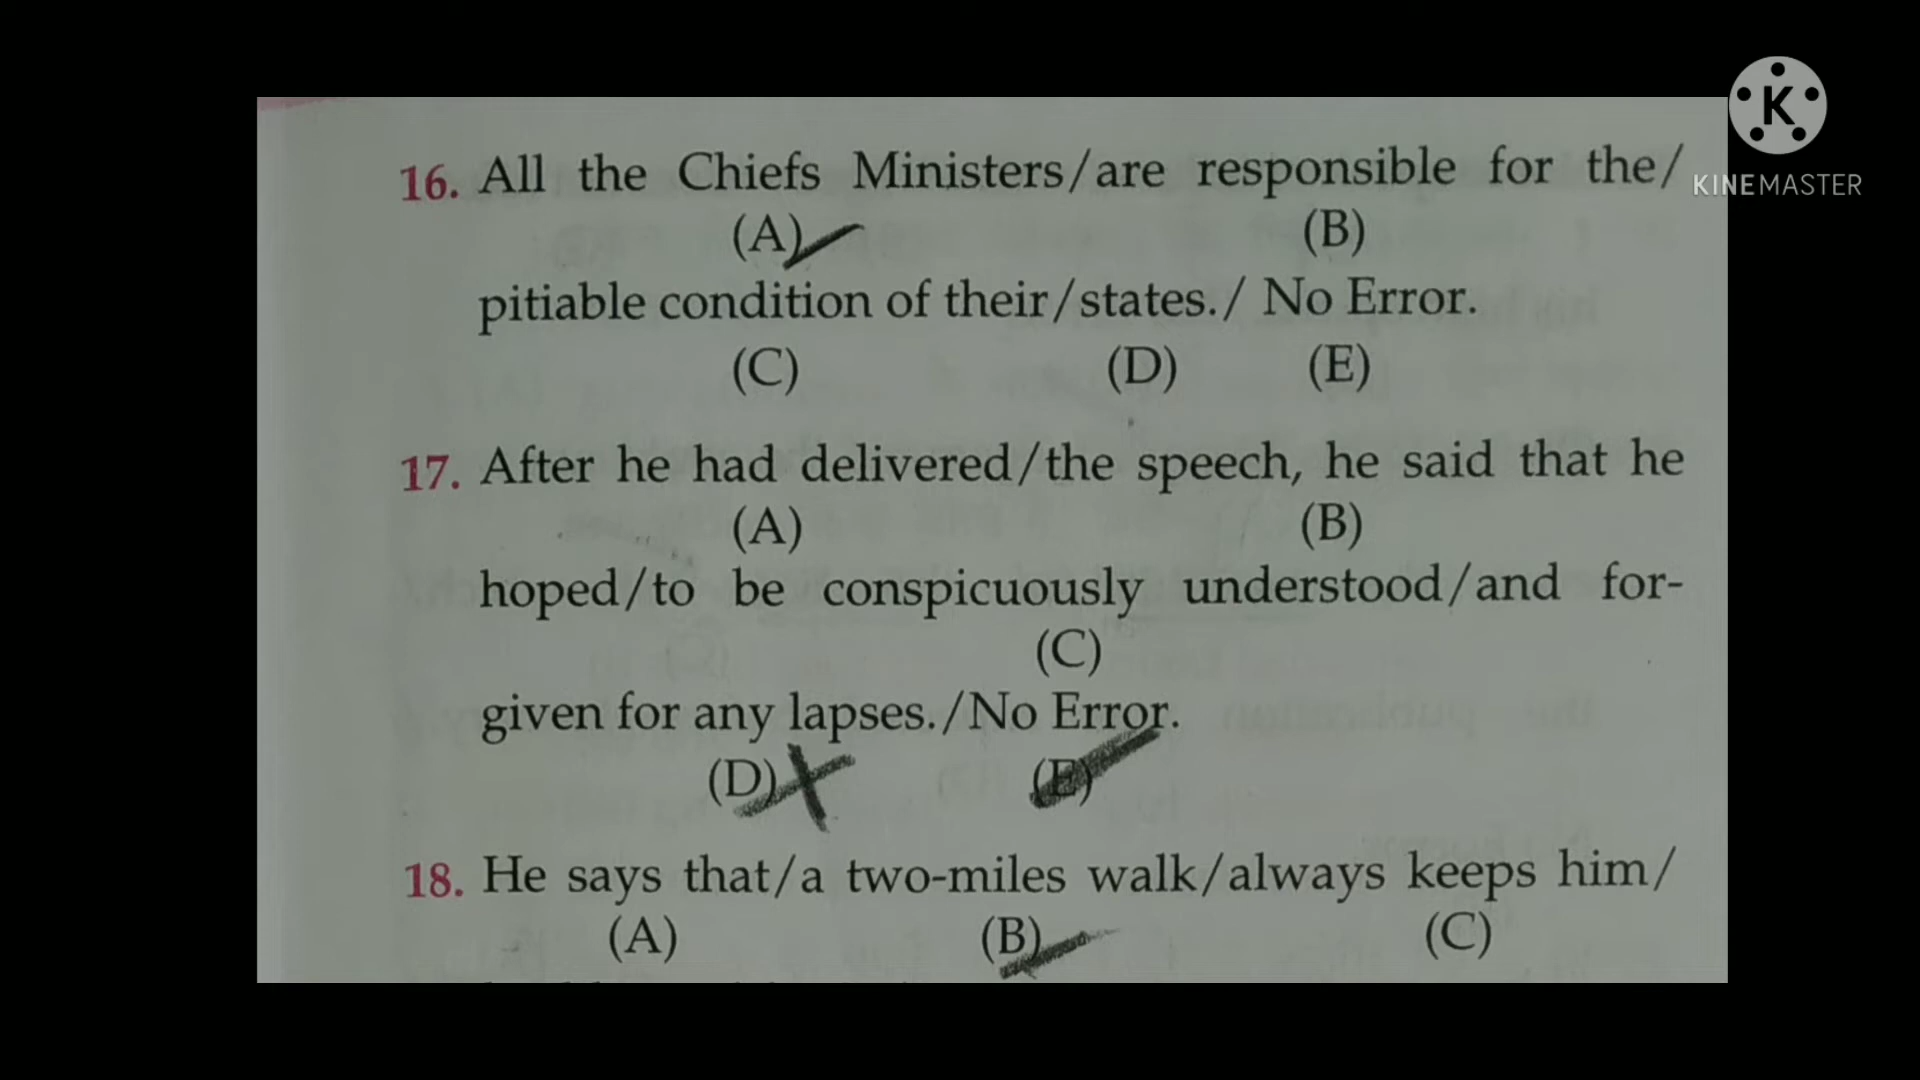 K
KINEMASTER
16. All the Chiefs Ministers/are responsible for the/
(A) (B)
pitiable condition of their/states./ No Error.
(C) (D) (E)
17. After he had delivered/the speech, he said that he
(A) (B)
hoped/to be conspicuously understood/and for-
(C)
given for any lapses./No Error.
(D) (E)
18. He says that/a two-miles walk/always keeps him/
(A) (B) (C)